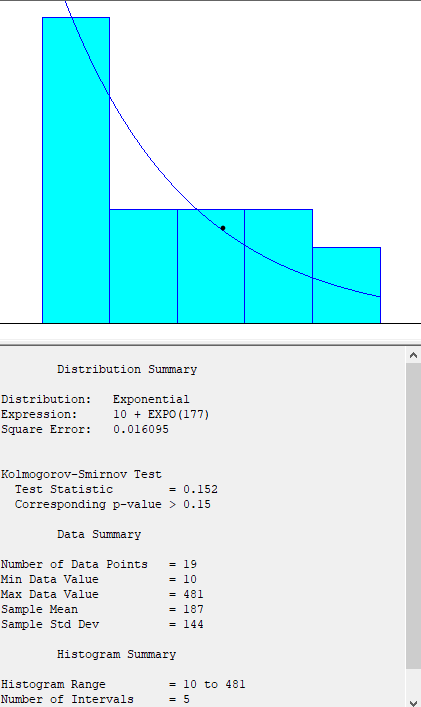 Distribution Summary
Distribution: Exponential
Expression: 10 + EXPO(177)
Square Error: 0.016095
Kolmogorov-Smirnov Test
Test Statistic = 0.152
Corresponding p-value > 0.15
Data Summary
Number of Data Points = 19
Min Data Value = 10
Max Data Value = 481
Sample Mean = 187
Sample Std Dev = 144
Histogram Summary
Histogram Range = 10 to 481
Number of Intervals = 5